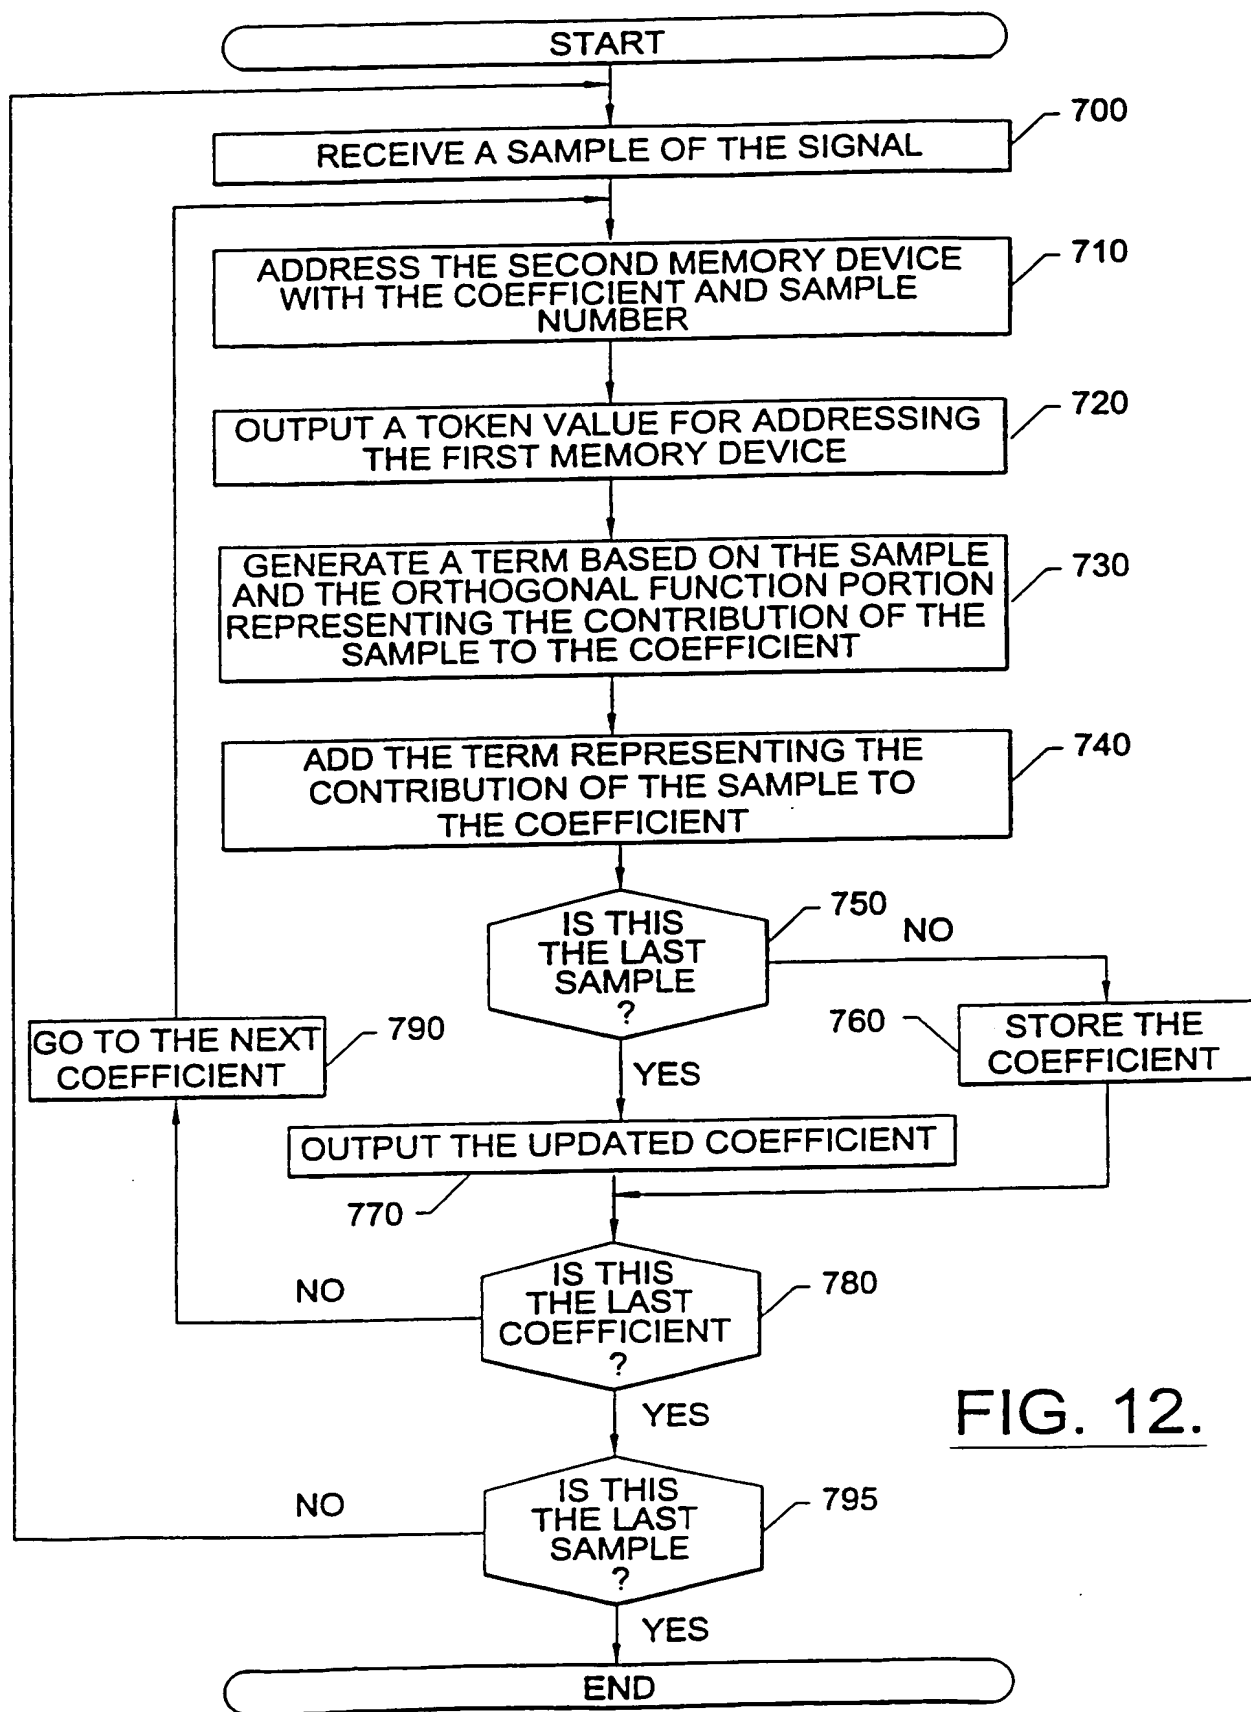 START
700
RECEIVE A SAMPLE OF THE SIGNAL
710
ADDRESS THE SECOND MEMORY DEVICE
WITH THE COEFFICIENT AND SAMPLE
NUMBER
720
OUTPUT A TOKEN VALUE FOR ADDRESSING
THE FIRST MEMORY DEVICE
730
GENERATE A TERM BASED ON THE SAMPLE
AND THE ORTHOGONAL FUNCTION PORTION
REPRESENTING THE CONTRIBUTION OF THE
SAMPLE TO THE COEFFICIENT
740
ADD THE TERM REPRESENTING THE
CONTRIBUTION OF THE SAMPLE TO
THE COEFFICIENT
750
IS THIS
THE LAST
SAMPLE
?
NO
760
STORE THE
COEFFICIENT
790
GO TO THE NEXT
COEFFICIENT
YES
OUTPUT THE UPDATED COEFFICIENT
770
780
IS THIS
THE LAST
COEFFICIENT
?
NO
YES
FIG. 12.
795
IS THIS
THE LAST
SAMPLE
?
NO
YES
END